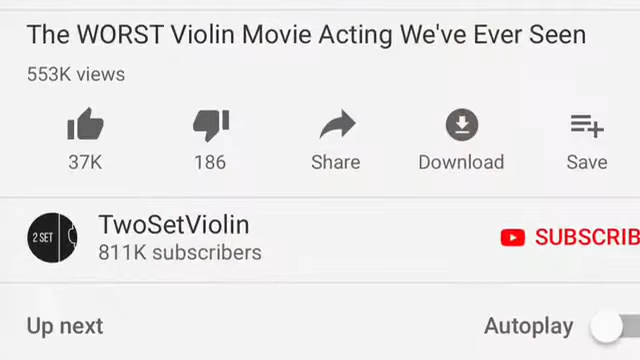 The WORST Violin Movie Acting We've Ever Seen
553K views
37K 186 Share Download Save
2 SET
TwoSetViolin
SUBSCRIB
811K subscribers
Up next Autoplay